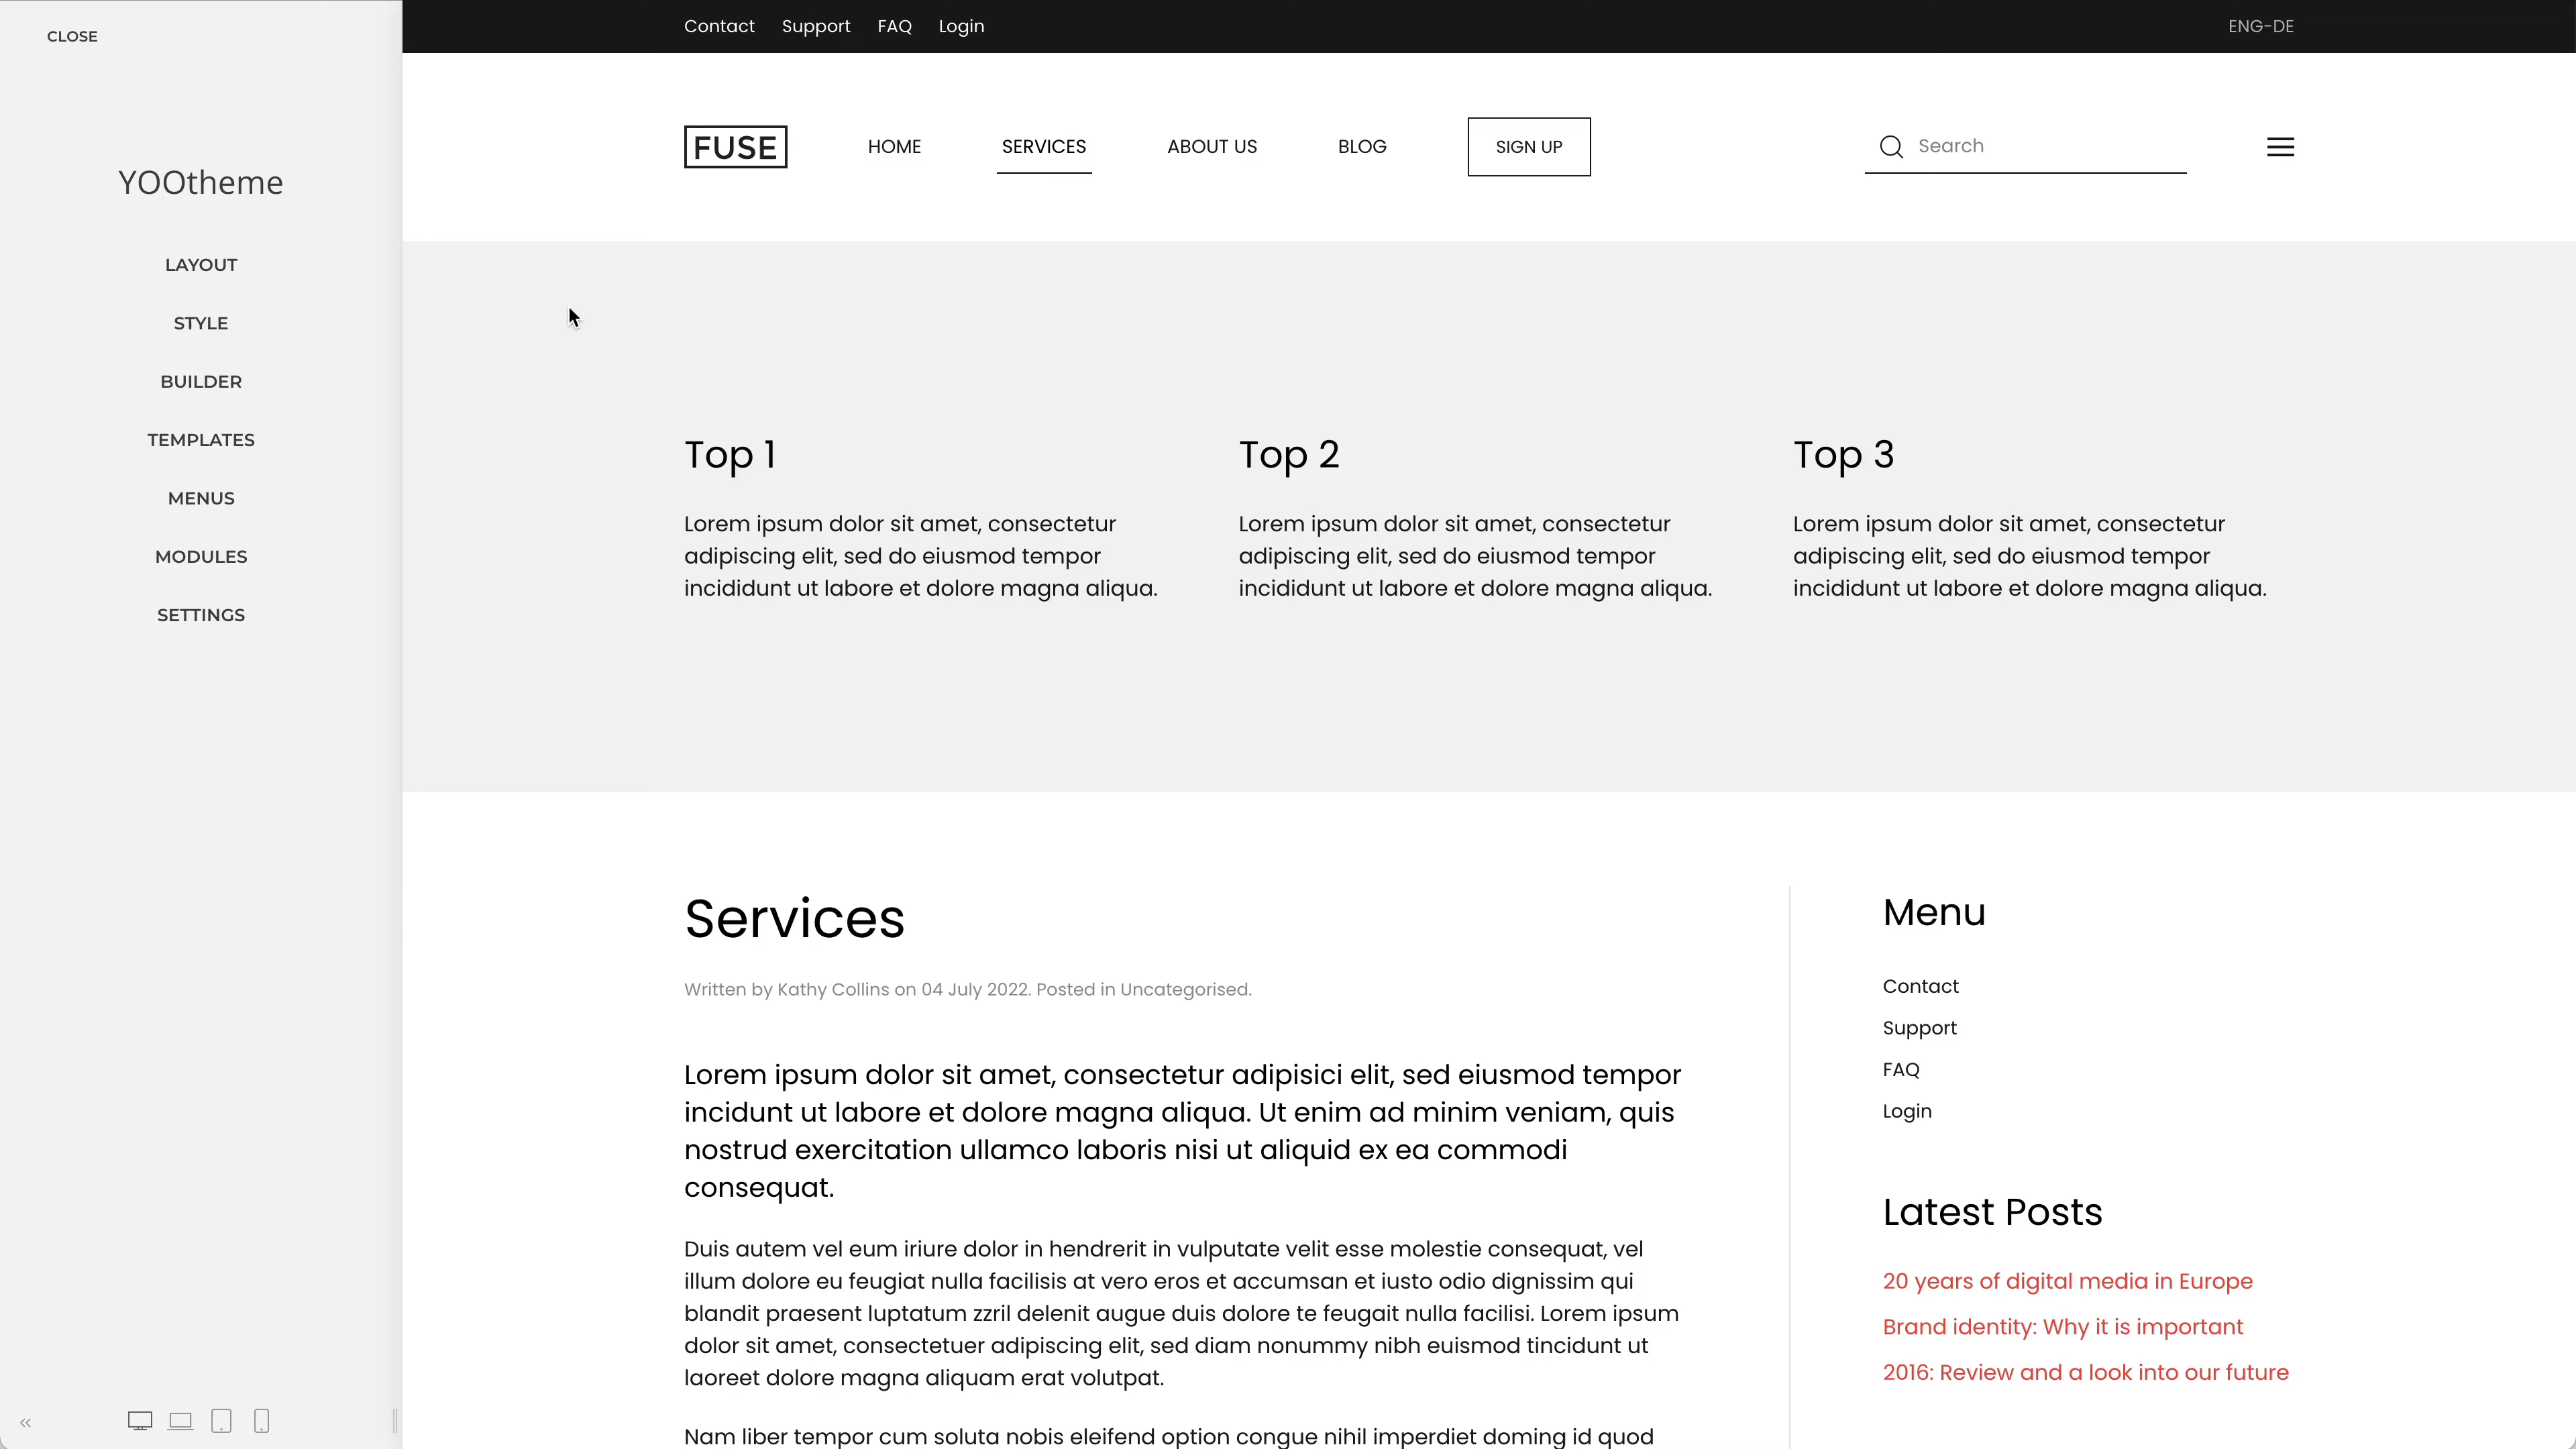 CLOSE
YOOtheme
LAYOUT
STYLE
BUILDER
TEMPLATES
MENUS
MODULES
SETTINGS
Contact Support FAQ Login ENG-DE
FUSE HOME SERVICES ABOUT US BLOG SIGN UP Search
Top 1
Lorem ipsum dolor sit amet, consectetur
adipiscing elit, sed do eiusmod tempor
incididunt ut labore et dolore magna aliqua.
Top 2
Lorem ipsum dolor sit amet, consectetur
adipiscing elit, sed do eiusmod tempor
incididunt ut labore et dolore magna aliqua.
Top 3
Lorem ipsum dolor sit amet, consectetur
adipiscing elit, sed do eiusmod tempor
incididunt ut labore et dolore magna aliqua.
Services
Written by Kathy Collins on 04 July 2022. Posted in Uncategorised.
Lorem ipsum dolor sit amet, consectetur adipisici elit, sed eiusmod tempor
incidunt ut labore et dolore magna aliqua. Ut enim ad minim veniam, quis
nostrud exercitation ullamco laboris nisi ut aliquid ex ea commodi
consequat.
Duis autem vel eum iriure dolor in hendrerit in vulputate velit esse molestie consequat, vel
illum dolore eu feugiat nulla facilisis at vero eros et accumsan et iusto odio dignissim qui
blandit praesent luptatum zzril delenit augue duis dolore te feugait nulla facilisi. Lorem ipsum
dolor sit amet, consectetuer adipiscing elit, sed diam nonummy nibh euismod tincidunt ut
laoreet dolore magna aliquam erat volutpat.
Nam liber tempor cum soluta nobis eleifend option congue nihil imperdiet doming id quod
Menu
Contact
Support
FAQ
Login
Latest Posts
20 years of digital media in Europe
Brand identity: Why it is important
2016: Review and a look into our future